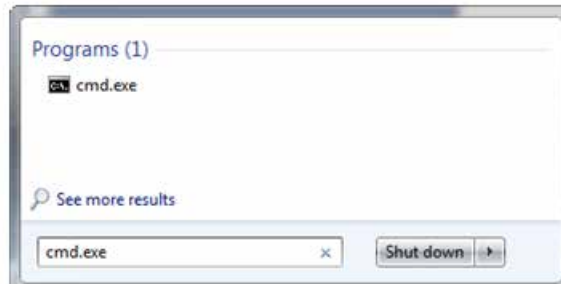 Programs (1)
cmd.exe
See more results
cmd.exe
Shut down